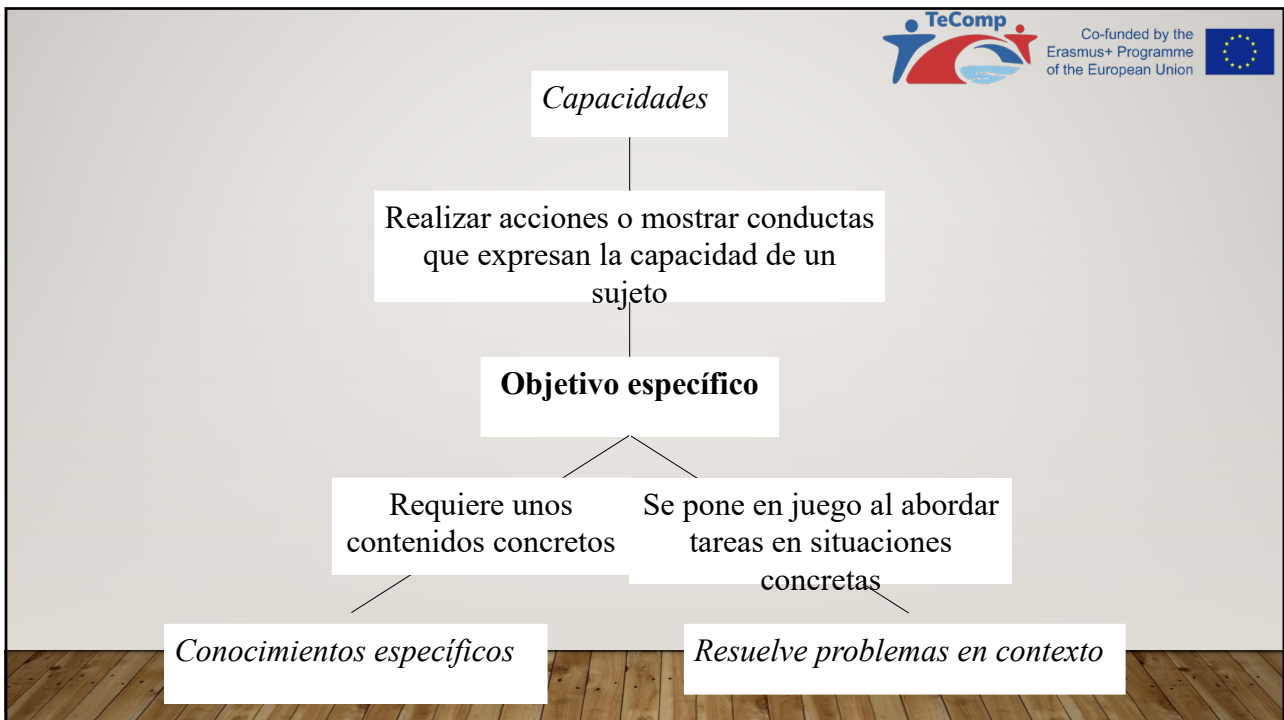 TeComp
Co-funded by the
Erasmus+ Programme
of the European Union
Capacidades
Realizar acciones o mostrar conductas
que expresan la capacidad de un
sujeto
Objetivo específico
Requiere unos
contenidos concretos
Se pone en juego al abordar
tareas en situaciones
concretas
Conocimientos específicos
Resuelve problemas en contexto